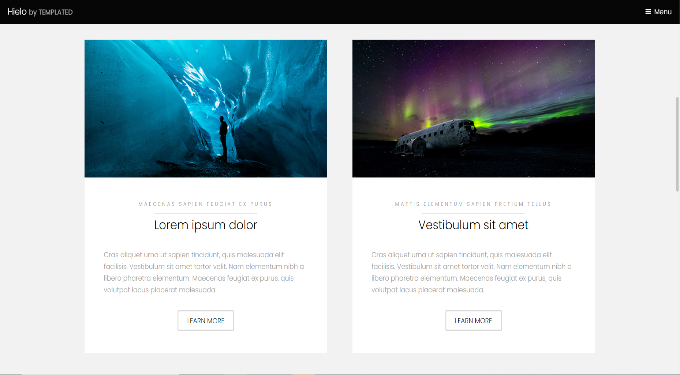 Hielo by TEMPLATED
Menu
MAECENAS SAPIEN FEUGIAT EX PURUS
Lorem ipsum dolor
Cras aliquet urna ut sapien tincidunt, quis malesuada elit
facilisis. Vestibulum sit amet tortor velit. Nam elementum nibh a
libero pharetra elementum. Maecenas feugiat ex purus, quis
volutpat lacus placerat malesuada.
LEARN MORE
MATTIS ELEMENTUM SAPIEN PRETIUM TELLUS
Vestibulum sit amet
Cras aliquet urna ut sapien tincidunt, quis malesuada elit
facilisis. Vestibulum sit amet tortor velit. Nam elementum nibh a
libero pharetra elementum. Maecenas feugiat ex purus, quis
volutpat lacus placerat malesuada.
LEARN MORE